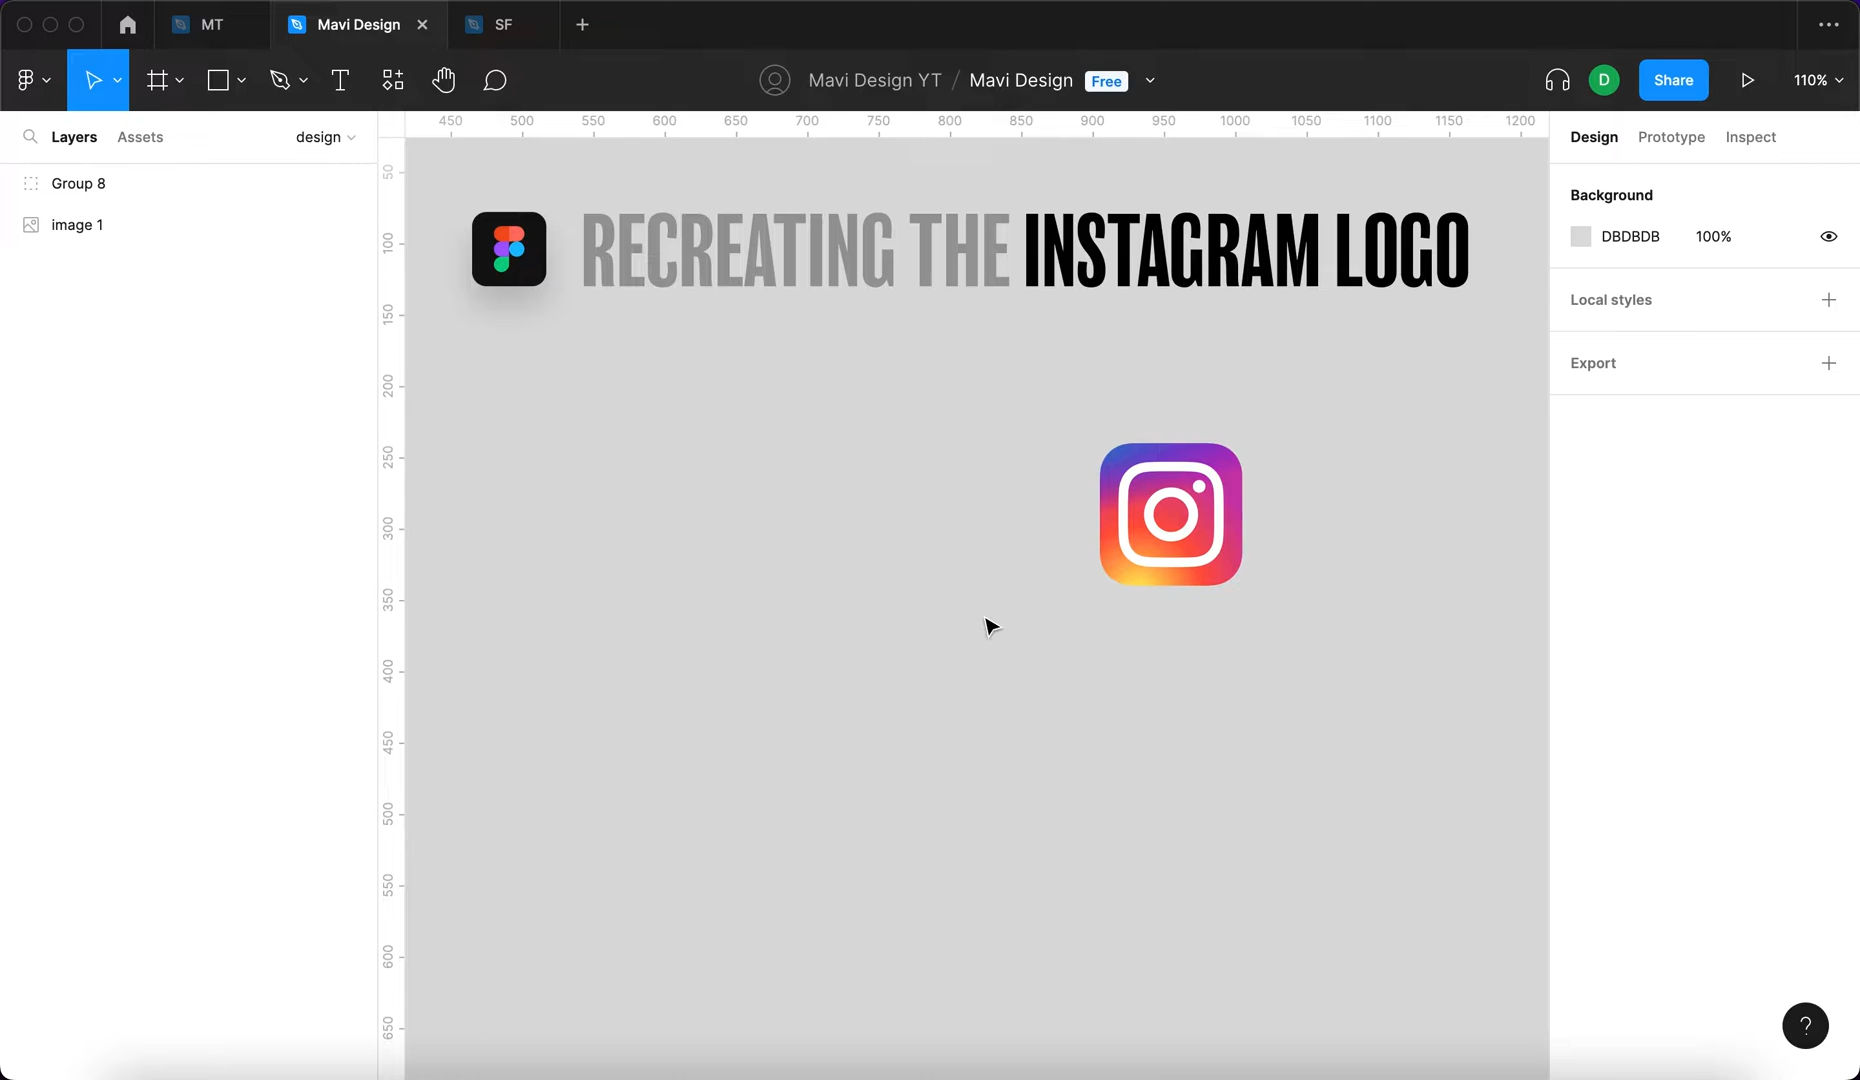 MT
Mavi Design
SF
Mavi Design YT / Mavi Design Free
D
Share
110%
Layers Assets design
Group 8
image 1
450 500 550 600 650 700 750 800 850 900 950 1000 1050 1100 1150 1200
50
100
150
200
250
300
350
400
450
500
550
600
650
RECREATING THE INSTAGRAM LOGO
Design Prototype Inspect
Background
DBDBDB 100%
Local styles
Export
?